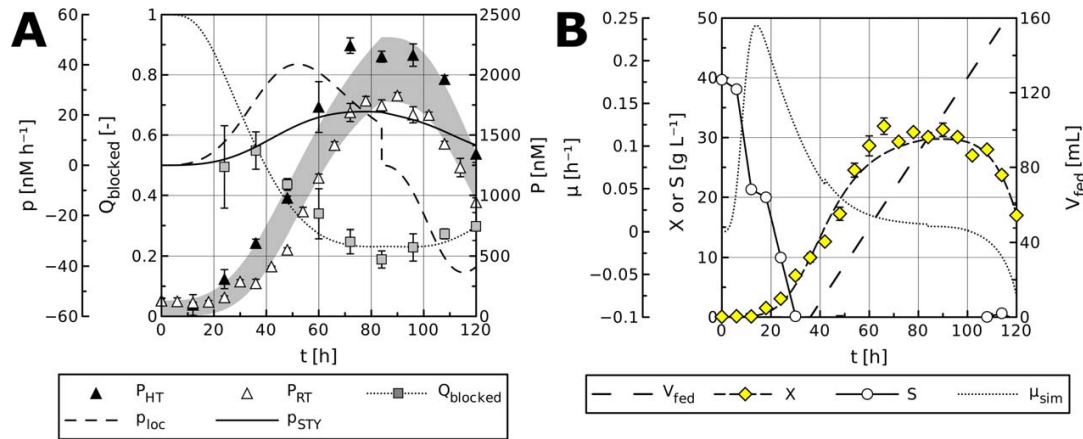 A
p [nM h⁻¹]
60
40
20
0
−20
−40
−60
Q_blocked [-]
1
0.8
0.6
0.4
0.2
0
P [nM]
2500
2000
1500
1000
500
0
0 20 40 60 80 100 120
t [h]
P_HT P_RT Q_blocked
p_loc p_STY
B
μ [h⁻¹]
0.25
0.2
0.15
0.1
0.05
0
−0.05
−0.1
X or S [g L⁻¹]
50
40
30
20
10
0
V_fed [mL]
160
120
80
40
0
0 20 40 60 80 100 120
t [h]
V_fed X S μ_sim